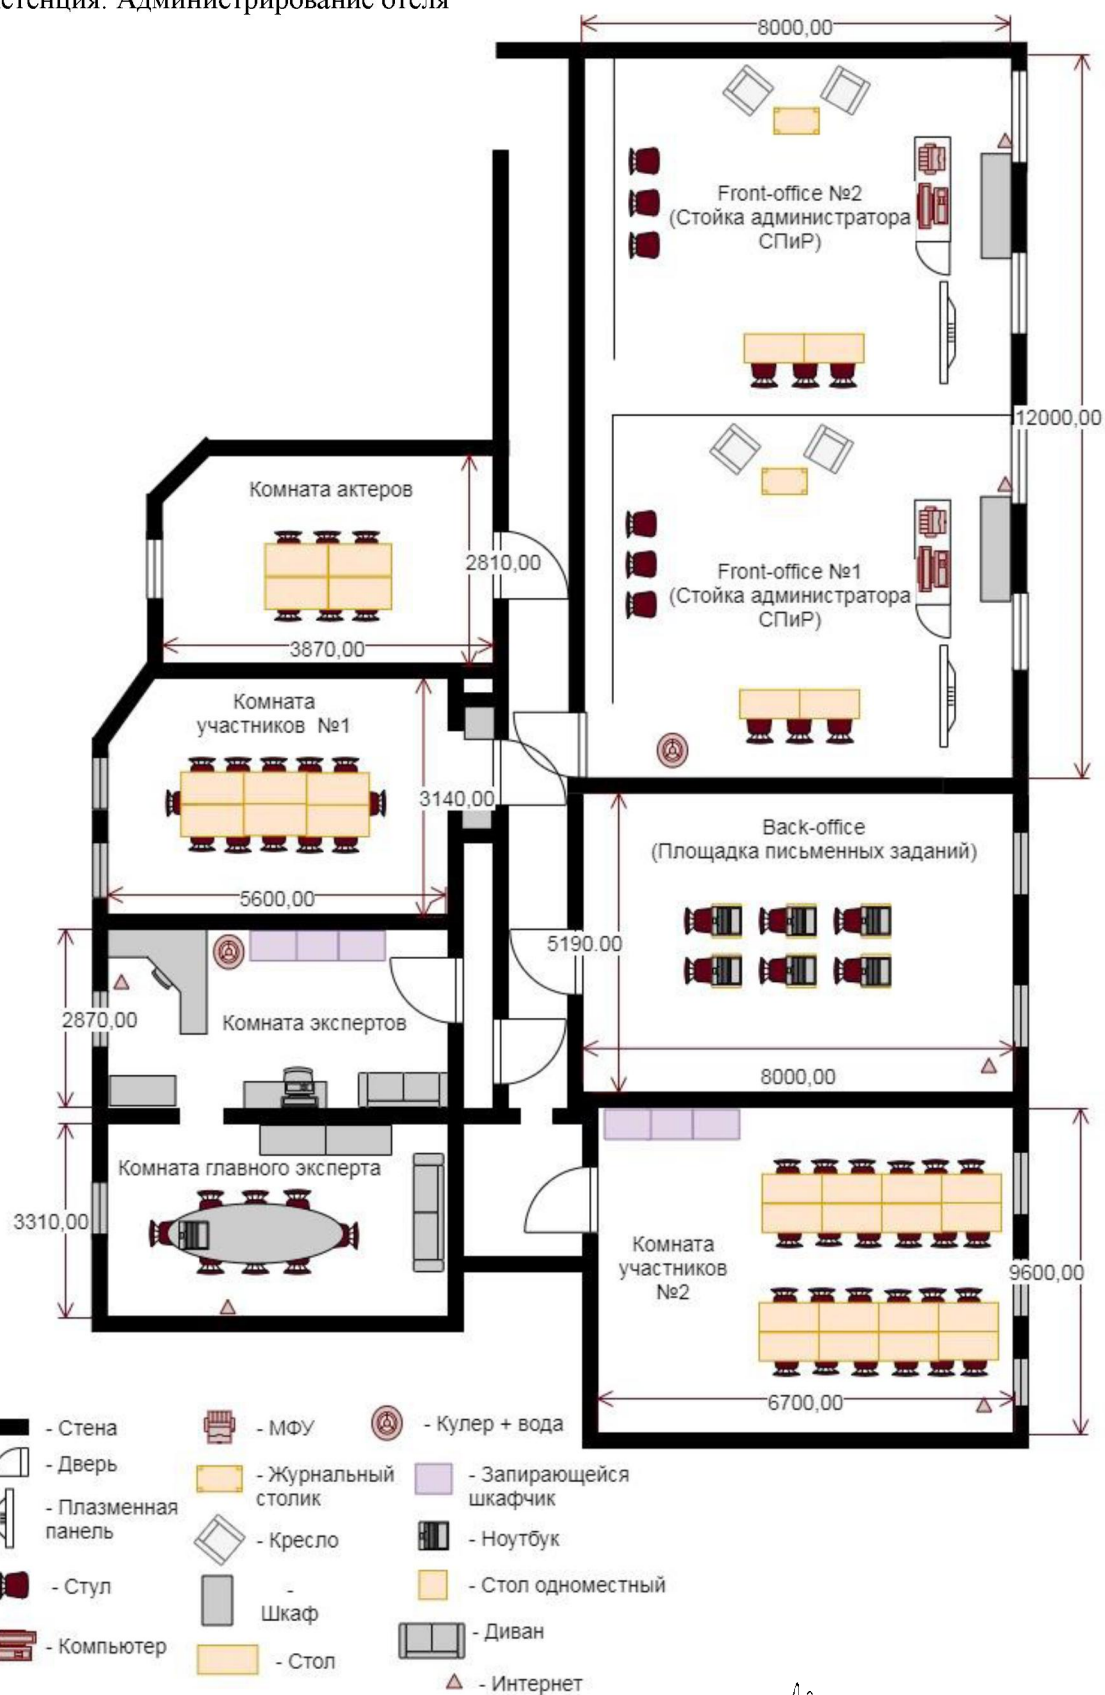 стенция: Администрирование отеля
8000,00
Front-office №2
(Стойка администратора
СПиР)
12000,00
Комната актеров
2810,00
3870,00
Front-office №1
(Стойка администратора
СПиР)
Комната
участников №1
3140,00
5600,00
Back-office
(Площадка письменных заданий)
5190.00
8000,00
2870,00
Комната экспертов
Комната главного эксперта
3310,00
Комната
участников
№2
9600,00
6700,00
- Стена
- МФУ
- Кулер + вода
- Дверь
- Журнальный
столик
- Запирающейся
шкафчик
- Плазменная
панель
- Кресло
- Ноутбук
- Стул
-
Шкаф
- Стол одноместный
- Компьютер
- Стол
- Диван
- Интернет